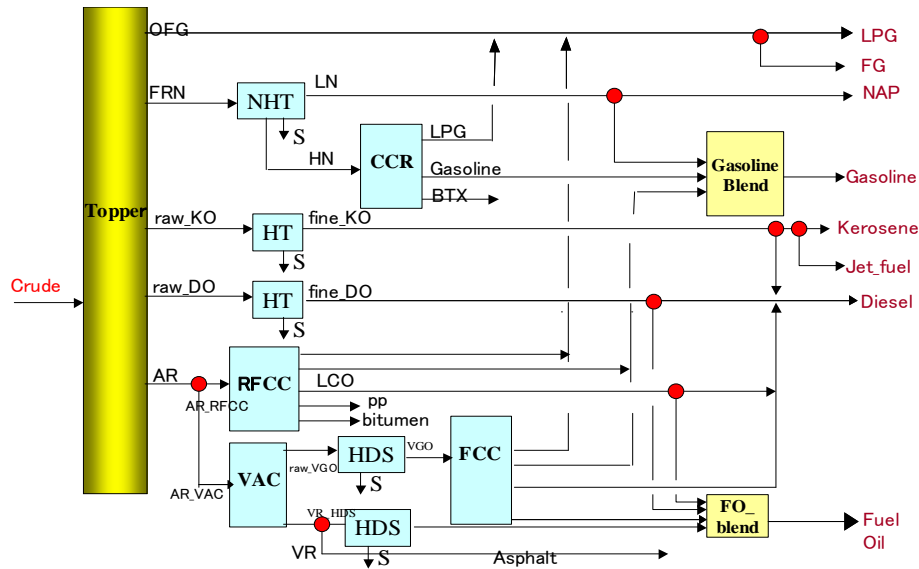 OFG
LPG
FG
FRN
LN
NAP
NHT
S
LPG
HN
CCR
Gasoline
BTX
Gasoline
Blend
Gasoline
Topper
raw_KO
HT
fine_KO
Kerosene
S
Jet_fuel
Crude
raw_DO
HT
fine_DO
Diesel
S
AR
RFCC
LCO
AR_RFCC
pp
bitumen
VAC
raw_VGO
HDS
VGO
FCC
S
AR_VAC
VR_HDS
HDS
FO_
blend
Fuel
Oil
VR
S
Asphalt